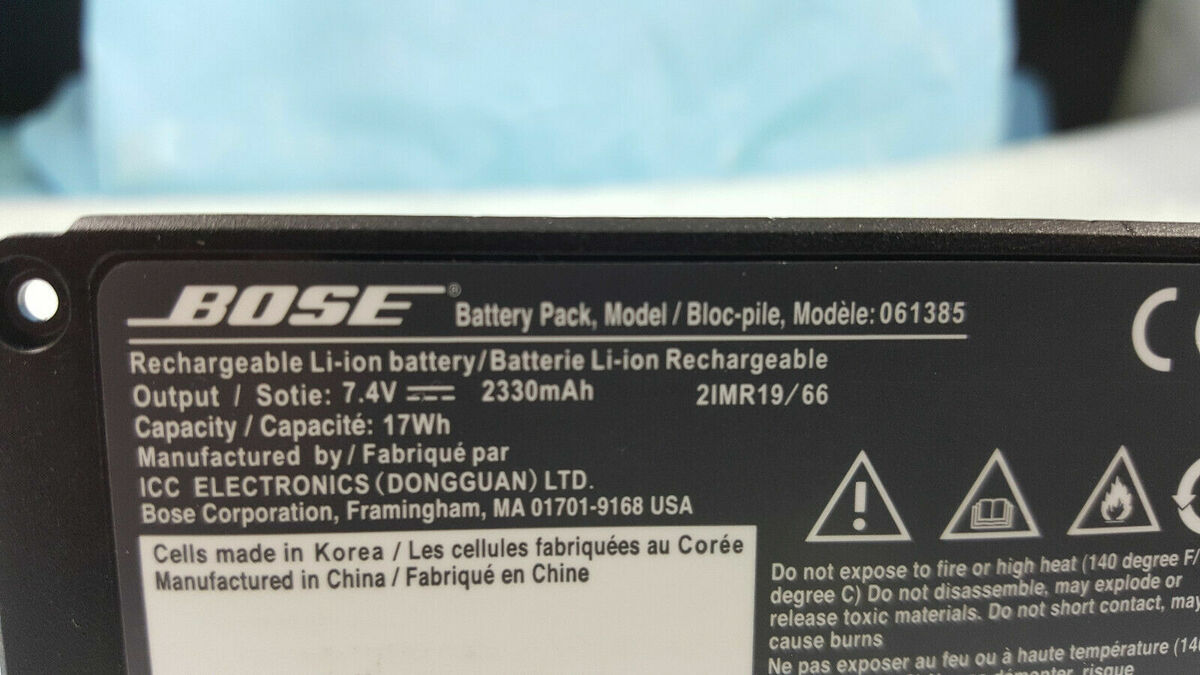 BOSE® Battery Pack, Model / Bloc-pile, Modèle: 061385
Rechargeable Li-ion battery/Batterie Li-ion Rechargeable
Output / Sotie: 7.4V 2330mAh 2IMR19/66
Capacity / Capacité: 17Wh
Manufactured by / Fabriqué par
ICC ELECTRONICS (DONGGUAN) LTD.
Bose Corporation, Framingham, MA 01701-9168 USA
Cells made in Korea / Les cellules fabriquées au Corée
Manufactured in China / Fabriqué en Chine
Do not expose to fire or high heat (140 degree F/
degree C) Do not disassemble, may explode or
release toxic materials. Do not short contact, may
cause burns
Ne pas exposer au feu ou à haute température (14
démonter, risque